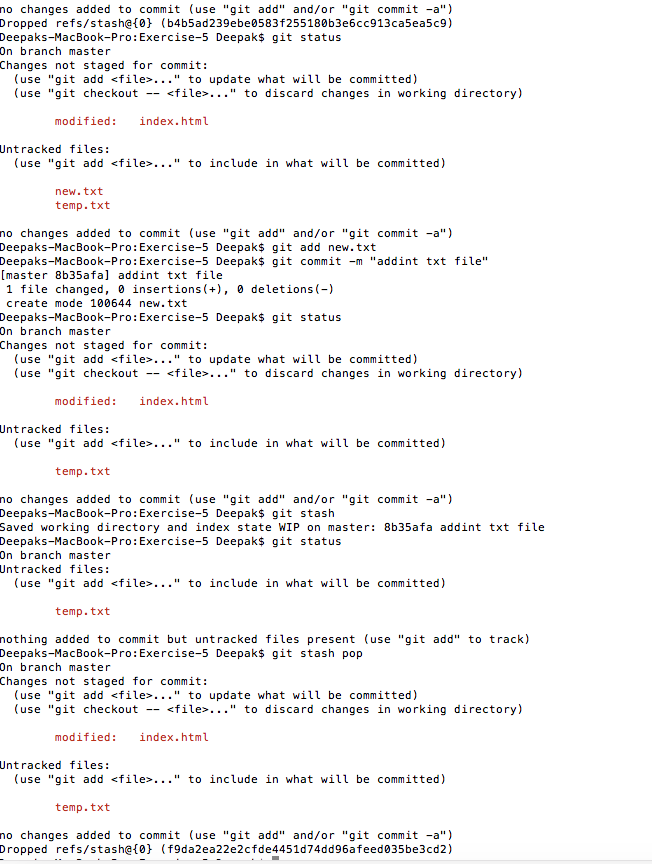 no changes added to commit (use "git add" and/or "git commit -a")
Dropped refs/stash@{0} (b4b5ad239ebe0583f255180b3e6cc913ca5ea5c9)
Deepaks-MacBook-Pro:Exercise-5 Deepak$ git status
On branch master
Changes not staged for commit:
  (use "git add <file>..." to update what will be committed)
  (use "git checkout -- <file>..." to discard changes in working directory)

        modified:   index.html

Untracked files:
  (use "git add <file>..." to include in what will be committed)

        new.txt
        temp.txt

no changes added to commit (use "git add" and/or "git commit -a")
Deepaks-MacBook-Pro:Exercise-5 Deepak$ git add new.txt
Deepaks-MacBook-Pro:Exercise-5 Deepak$ git commit -m "addint txt file"
[master 8b35afa] addint txt file
 1 file changed, 0 insertions(+), 0 deletions(-)
 create mode 100644 new.txt
Deepaks-MacBook-Pro:Exercise-5 Deepak$ git status
On branch master
Changes not staged for commit:
  (use "git add <file>..." to update what will be committed)
  (use "git checkout -- <file>..." to discard changes in working directory)

        modified:   index.html

Untracked files:
  (use "git add <file>..." to include in what will be committed)

        temp.txt

no changes added to commit (use "git add" and/or "git commit -a")
Deepaks-MacBook-Pro:Exercise-5 Deepak$ git stash
Saved working directory and index state WIP on master: 8b35afa addint txt file
Deepaks-MacBook-Pro:Exercise-5 Deepak$ git status
On branch master
Untracked files:
  (use "git add <file>..." to include in what will be committed)

        temp.txt

nothing added to commit but untracked files present (use "git add" to track)
Deepaks-MacBook-Pro:Exercise-5 Deepak$ git stash pop
On branch master
Changes not staged for commit:
  (use "git add <file>..." to update what will be committed)
  (use "git checkout -- <file>..." to discard changes in working directory)

        modified:   index.html

Untracked files:
  (use "git add <file>..." to include in what will be committed)

        temp.txt

no changes added to commit (use "git add" and/or "git commit -a")
Dropped refs/stash@{0} (f9da2ea22e2cfde4451d74dd96afeed035be3cd2)